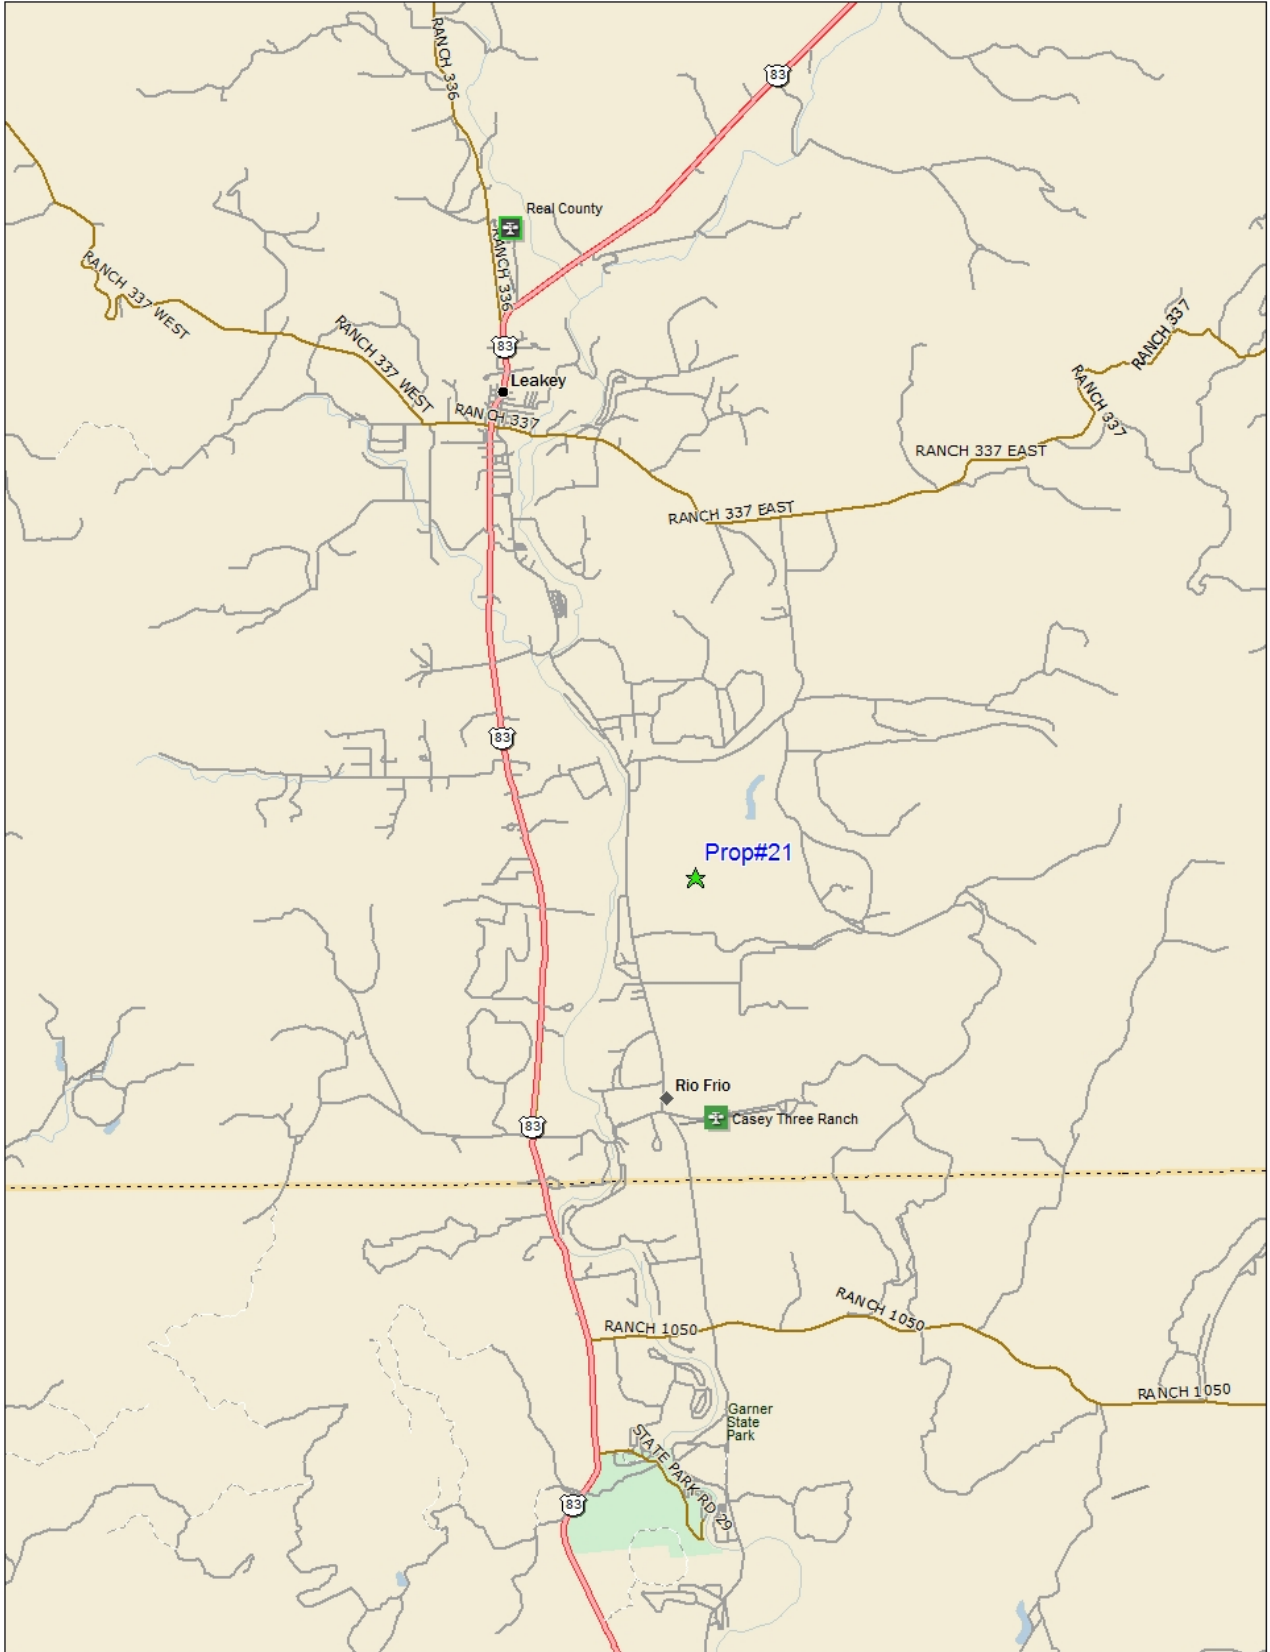 RANCH 336
83
Real County
RANCH 336
RANCH 337 WEST
RANCH 337 WEST
83
RANCH 337
Leakey
RANCH 337
RANCH 337
RANCH 337 EAST
RANCH 337 EAST
83
Prop#21
Rio Frio
Casey Three Ranch
83
RANCH 1050
RANCH 1050
RANCH 1050
Garner
State
Park
STATE PARK RD 29
83